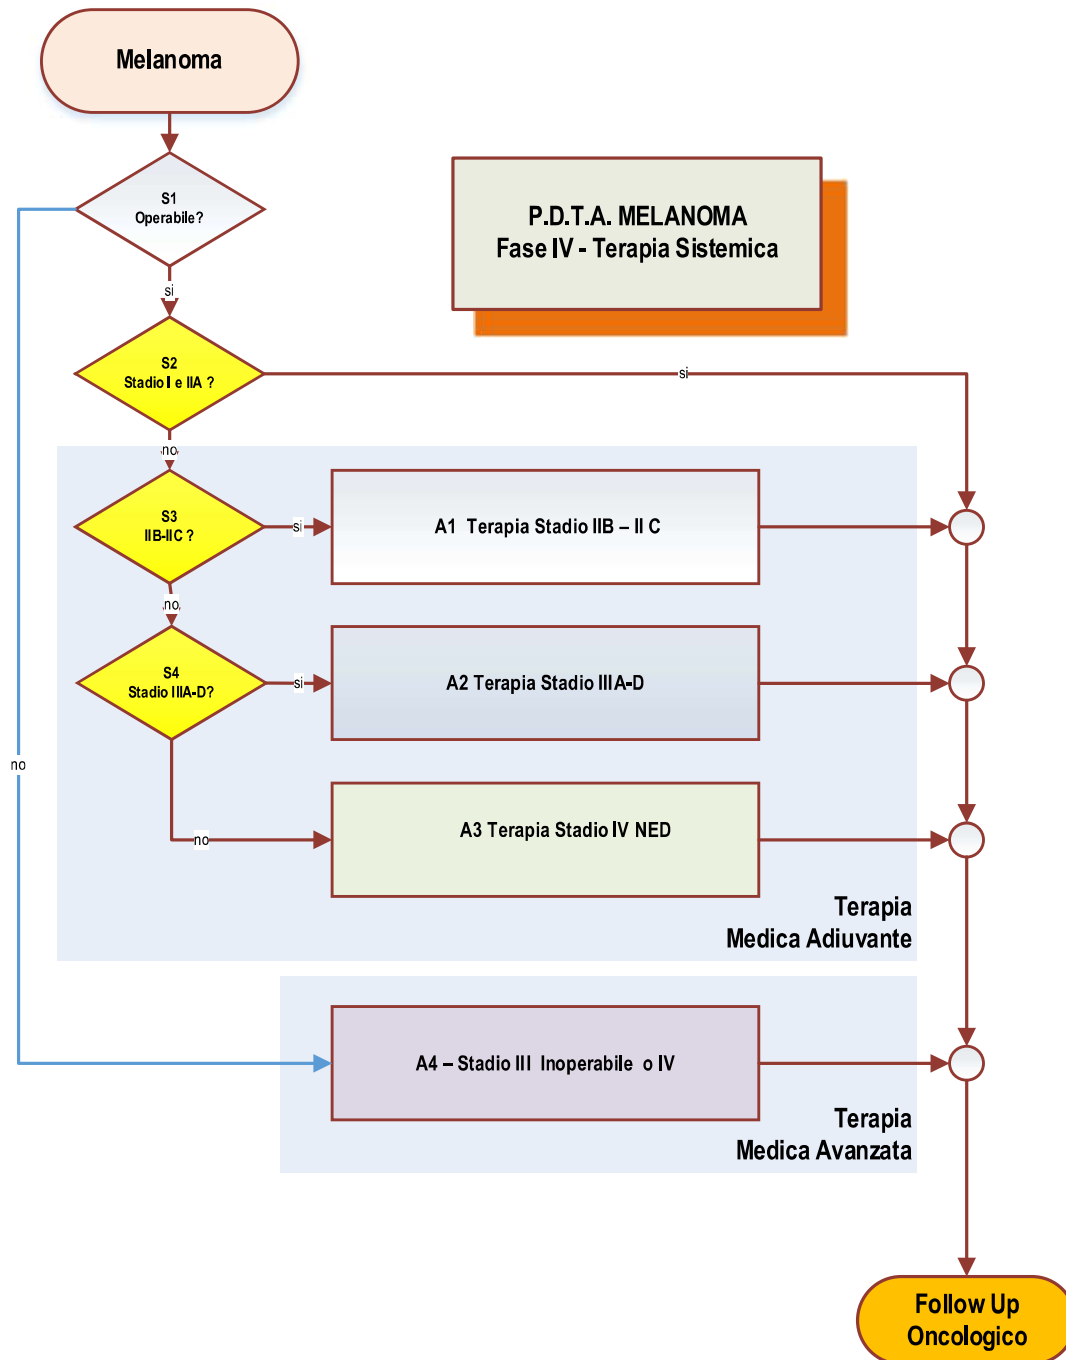 Melanoma
S1
Operabile?
P.D.T.A. MELANOMA
Fase IV - Terapia Sistemica
si
S2
Stadio I e IIA ?
si
no
S3
IIB-IIC ?
si
A1 Terapia Stadio IIB – II C
no
S4
Stadio IIIA-D?
si
A2 Terapia Stadio IIIA-D
no
A3 Terapia Stadio IV NED
no
Terapia
Medica Adiuvante
A4 – Stadio III Inoperabile o IV
Terapia
Medica Avanzata
Follow Up
Oncologico